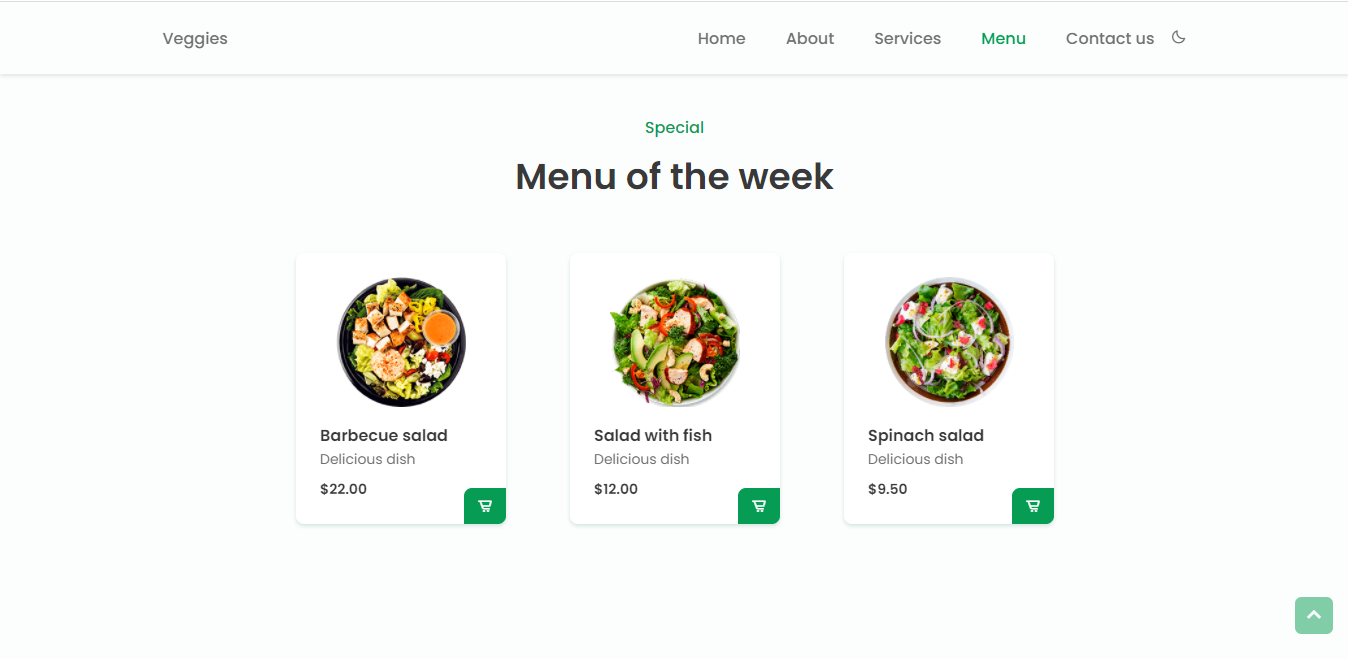 Veggies Home About Services Menu Contact us
Special
Menu of the week
Barbecue salad
Delicious dish
$22.00
Salad with fish
Delicious dish
$12.00
Spinach salad
Delicious dish
$9.50